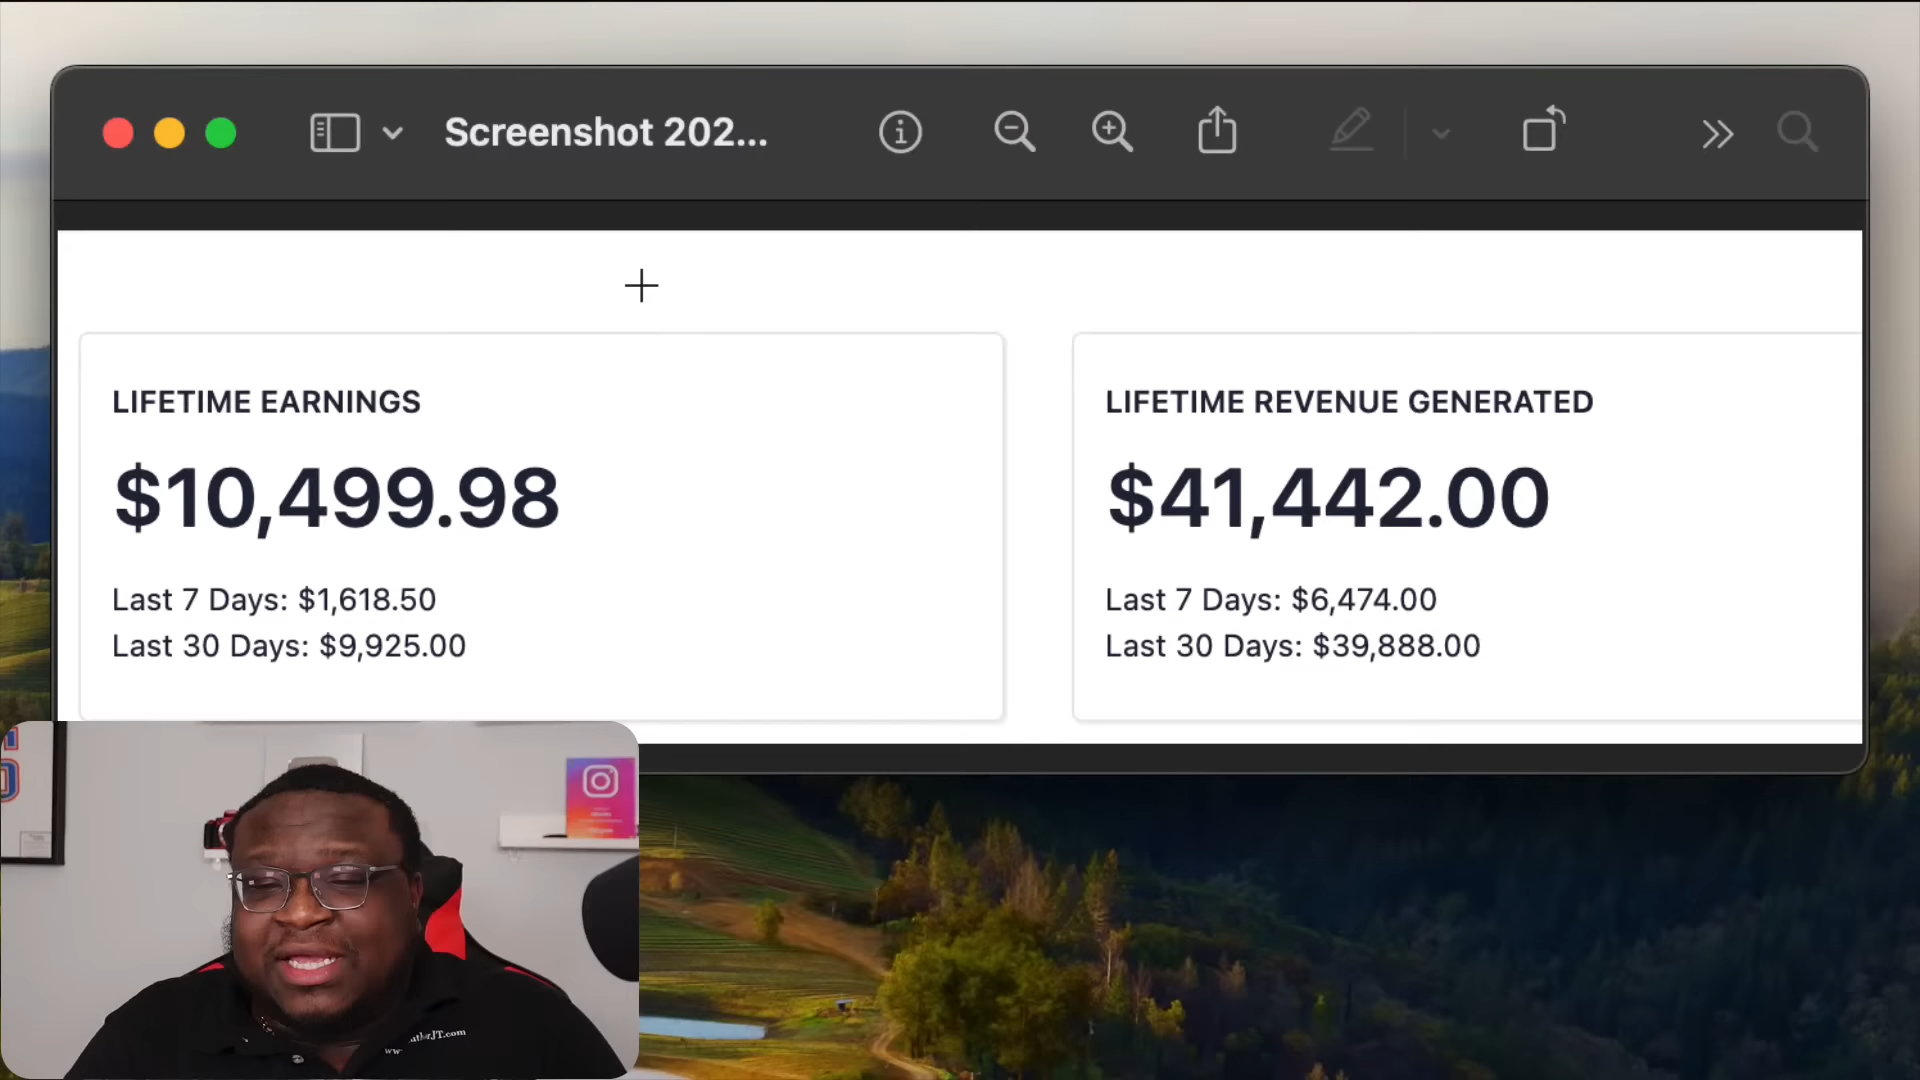 Screenshot 202...
LIFETIME EARNINGS
$10,499.98
Last 7 Days: $1,618.50
Last 30 Days: $9,925.00
LIFETIME REVENUE GENERATED
$41,442.00
Last 7 Days: $6,474.00
Last 30 Days: $39,888.00